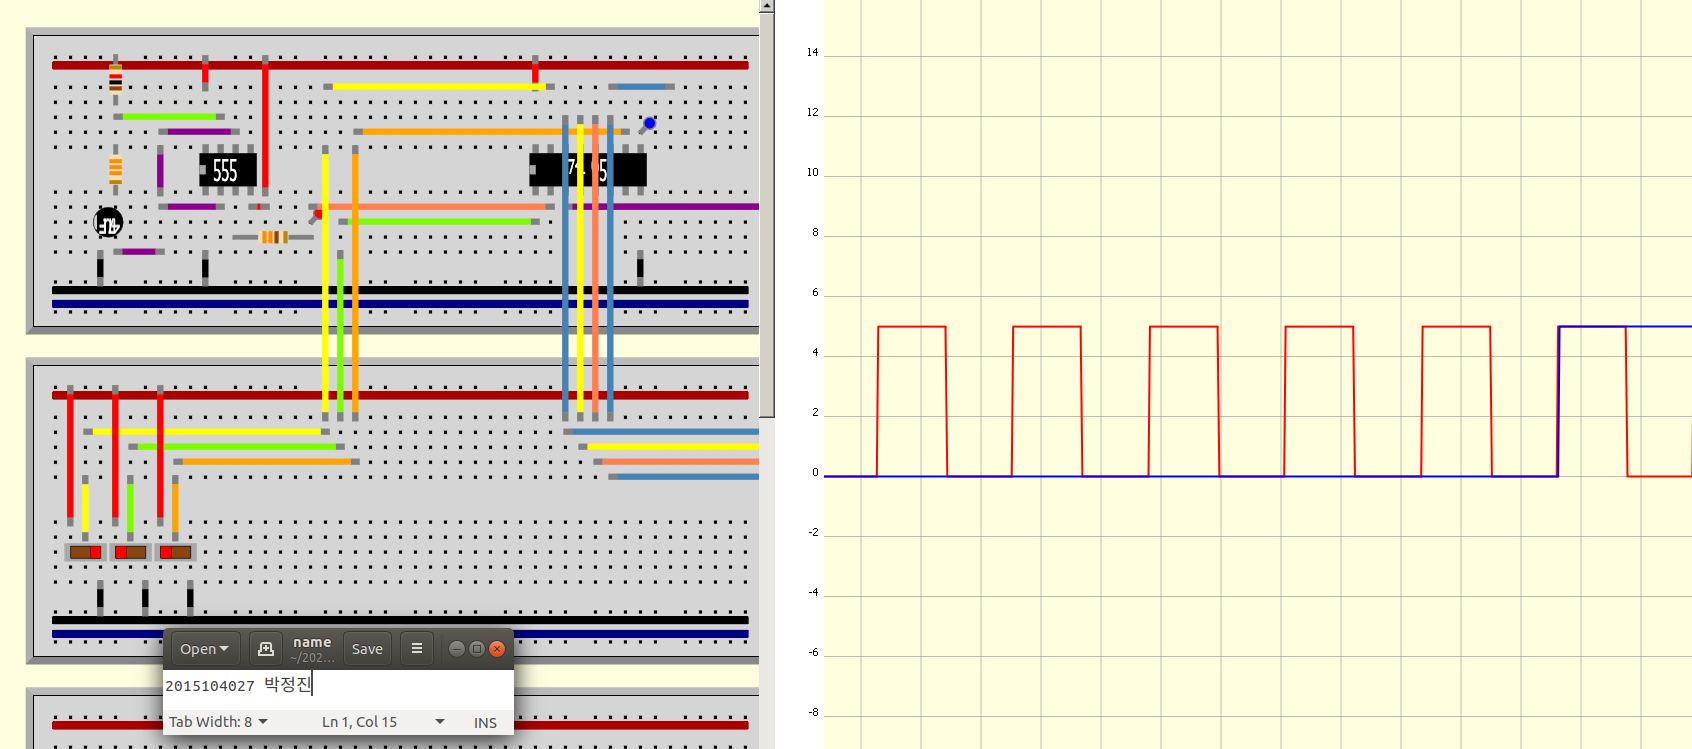 555
14
12
10
8
6
4
2
0
-2
-4
-6
-8
Open
name
~/202...
Save
2015104027 박정진
Tab Width: 8
Ln 1, Col 15
INS